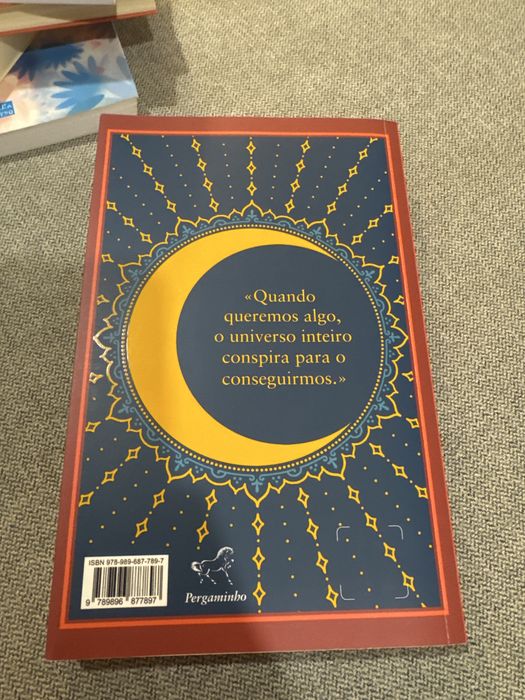 «Quando
queremos algo,
o universo inteiro
conspira para o
conseguirmos.»
ISBN 978-989-687-789-7
9 789896 877897
Pergaminho